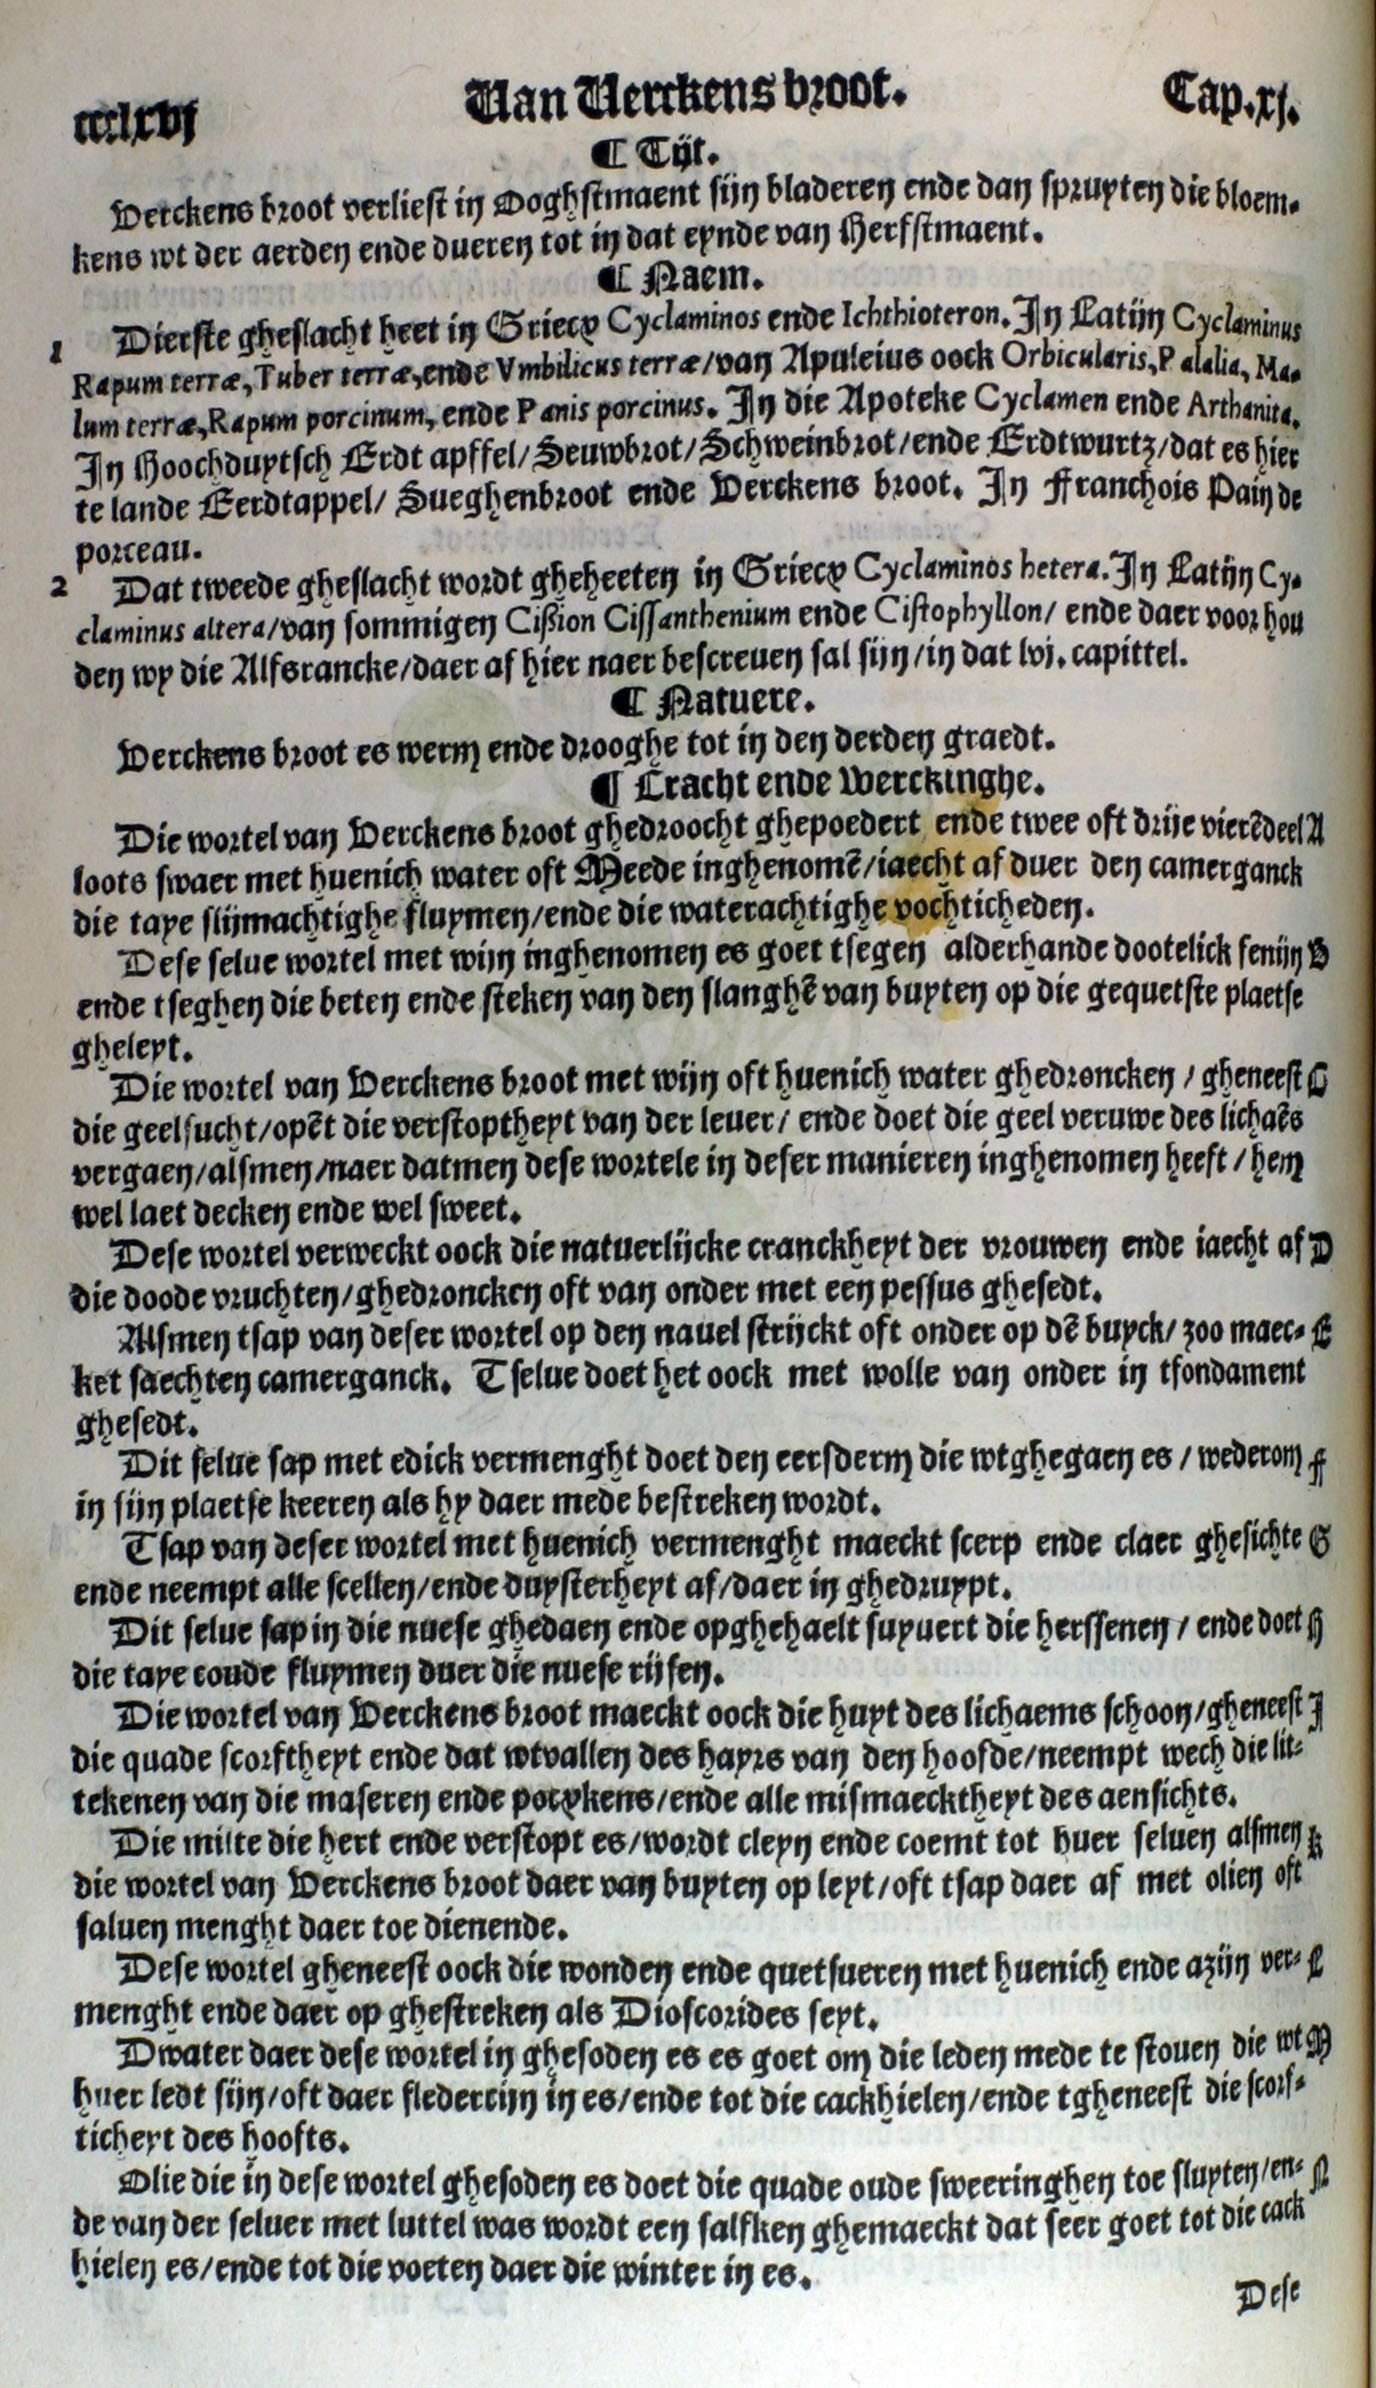 ccclxvj Van Verckens broot. Cap.xj.
¶ Tijt.
Verckens broot verliest in Ooghstmaent sijn bladeren ende dan spruyten die bloem-
kens wt der aerden ende dueren tot in dat eynde van Herfstmaent.
¶ Naem.
1 Dierste gheslacht heet in Griecx Cyclaminos ende Ichthioteron. In Latijn Cyclaminus
Rapum terræ, Tuber terræ, ende Vmbilicus terræ/van Apuleius oock Orbicularis, Palalia, Ma-
lum terræ, Rapum porcinum, ende Panis porcinus. In die Apoteke Cyclamen ende Arthanita.
In Hoochduytsch Erdt apffel/Seuwbrot/Schweinbrot/ende Erdtwurtz/dat es hier
te lande Eerdtappel/ Sueghenbroot ende Verckens broot. In Franchois Pain de
porceau.
2 Dat tweede gheslacht wordt gheheeten in Griecx Cyclaminos hetera. In Latijn Cy-
claminus altera/van sommigen Cißion Cissanthenium ende Cistophyllon/ ende daer voor hou
den wy die Alfsrancke/daer af hier naer bescreuen sal sijn/in dat lvj. capittel.
¶ Natuere.
Verckens broot es werm ende drooghe tot in den derden graedt.
¶ Cracht ende Werckinghe.
Die wortel van Verckens broot ghedroocht ghepoedert ende twee oft drije vierēdeel A
loots swaer met huenich water oft Meede inghenomē/iaecht af duer den camerganck
die taye slijmachtighe fluymen/ende die waterachtighe vochticheden.
Dese selue wortel met wijn inghenomen es goet tsegen alderhande dootelick fenijn B
ende tseghen die beten ende steken van den slanghē van buyten op die gequetste plaetse
gheleyt.
Die wortel van Verckens broot met wijn oft huenich water ghedroncken / gheneest C
die geelsucht/opēt die verstoptheyt van der leuer/ ende doet die geel veruwe des lichaēs
vergaen/alsmen/naer datmen dese wortele in deser manieren inghenomen heeft / hem
wel laet decken ende wel sweet.
Dese wortel verweckt oock die natuerlijcke cranckheyt der vrouwen ende iaecht af D
die doode vruchten/ghedroncken oft van onder met een pessus ghesedt.
Alsmen tsap van deser wortel op den nauel strijckt oft onder op dē buyck/ zoo maec- E
ket saechten camerganck. Tselue doet het oock met wolle van onder in tfondament
ghesedt.
Dit selue sap met edick vermenght doet den eersderm die wtghegaen es / wederom F
in sijn plaetse keeren als hy daer mede bestreken wordt.
Tsap van deser wortel met huenich vermenght maeckt scerp ende claer ghesichte G
ende neempt alle scellen/ende duysterheyt af/daer in ghedruypt.
Dit selue sap in die nuese ghedaen ende opghehaelt suyuert die herssenen / ende doet H
die taye coude fluymen duer die nuese rijsen.
Die wortel van Verckens broot maeckt oock die huyt des lichaems schoon/gheneest I
die quade scorftheyt ende dat wtvallen des hayrs van den hoofde/neempt wech die lit-
tekenen van die maseren ende pocxkens/ende alle mismaecktheyt des aensichts.
Die milte die hert ende verstopt es/wordt cleyn ende coemt tot huer seluen alsmen K
die wortel van Verckens broot daer van buyten op leyt/oft tsap daer af met olien oft
saluen menght daer toe dienende.
Dese wortel gheneest oock die wonden ende quetsueren met huenich ende azijn ver- L
menght ende daer op ghestreken als Dioscorides seyt.
Dwater daer dese wortel in ghesoden es es goet om die leden mede te stouen die wt M
huer ledt sijn/oft daer fledercijn in es/ende tot die cackhielen/ende tgheneest die scorf-
ticheyt des hoofts.
Olie die in dese wortel ghesoden es doet die quade oude sweeringhen toe sluyten/en- N
de van der seluer met luttel was wordt een salfken ghemaeckt dat seer goet tot die cack
hielen es/ende tot die voeten daer die winter in es.
Dese